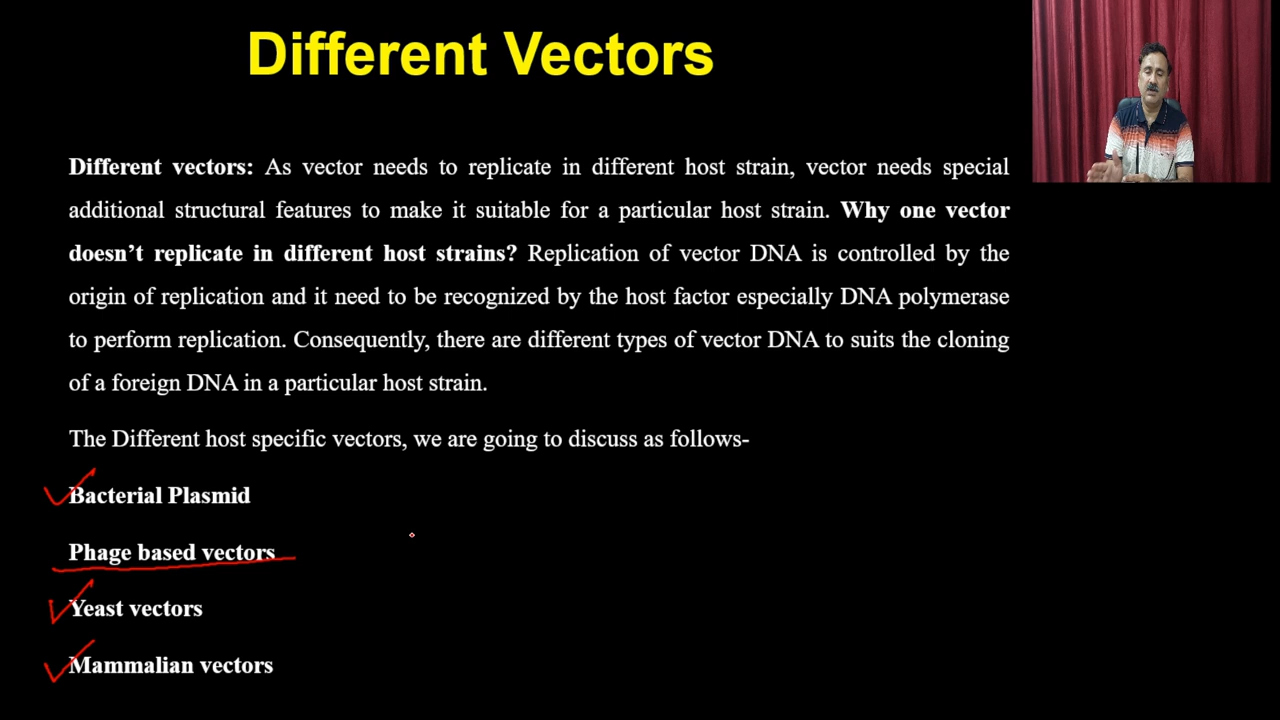 Different Vectors
Different vectors: As vector needs to replicate in different host strain, vector needs special
additional structural features to make it suitable for a particular host strain. Why one vector
doesn’t replicate in different host strains? Replication of vector DNA is controlled by the
origin of replication and it need to be recognized by the host factor especially DNA polymerase
to perform replication. Consequently, there are different types of vector DNA to suits the cloning
of a foreign DNA in a particular host strain.
The Different host specific vectors, we are going to discuss as follows-
Bacterial Plasmid
Phage based vectors
Yeast vectors
Mammalian vectors